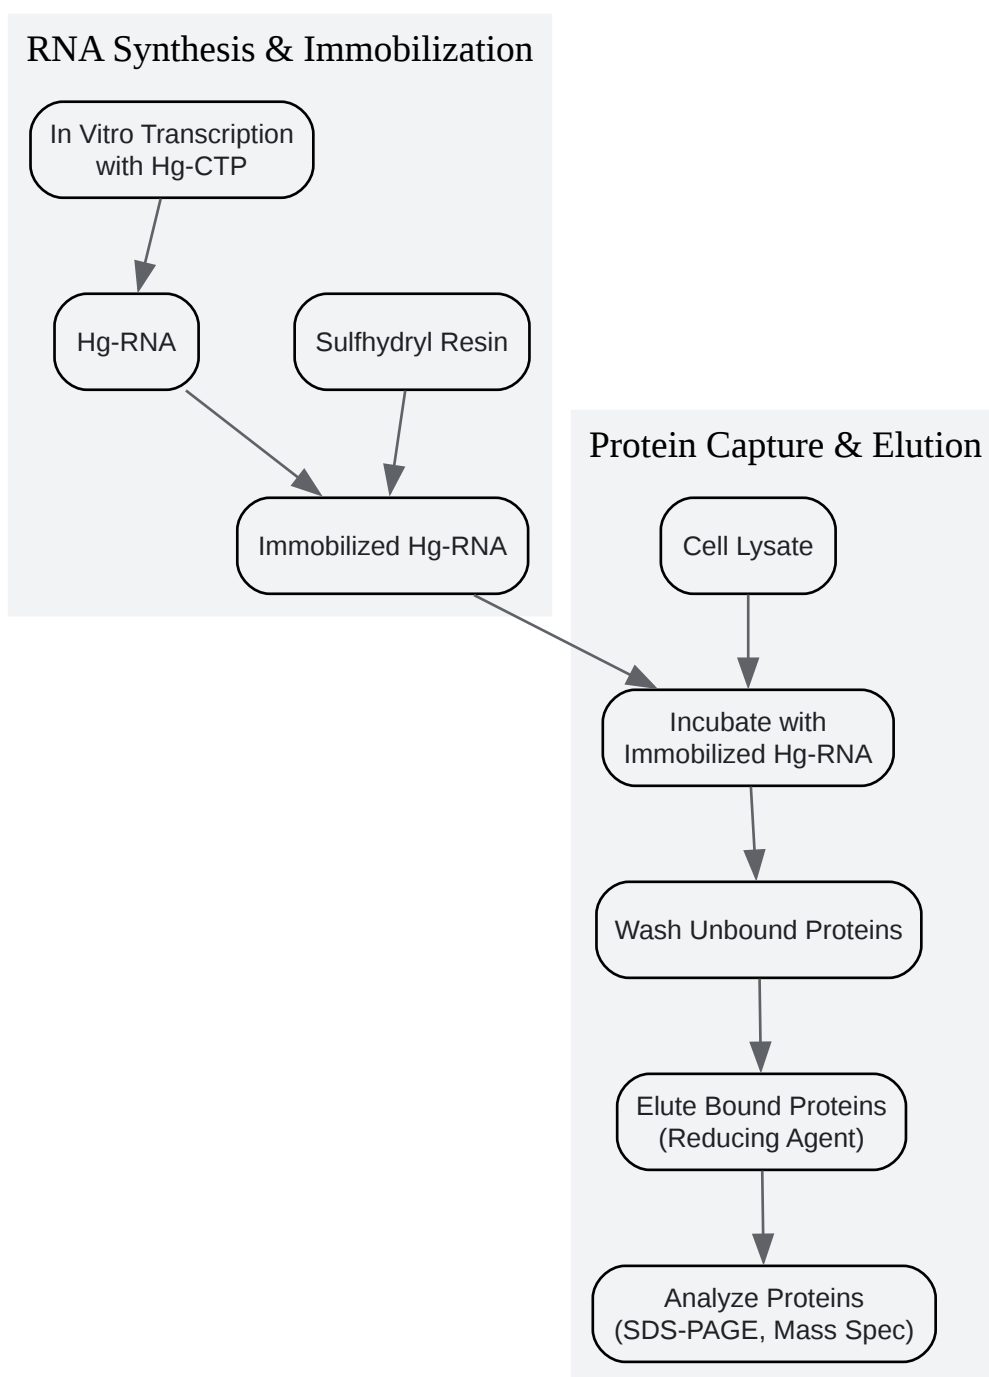 RNA Synthesis & Immobilization
In Vitro Transcription
with Hg-CTP
Hg-RNA
Sulfhydryl Resin
Immobilized Hg-RNA
Protein Capture & Elution
Cell Lysate
Incubate with
Immobilized Hg-RNA
Wash Unbound Proteins
Elute Bound Proteins
(Reducing Agent)
Analyze Proteins
(SDS-PAGE, Mass Spec)